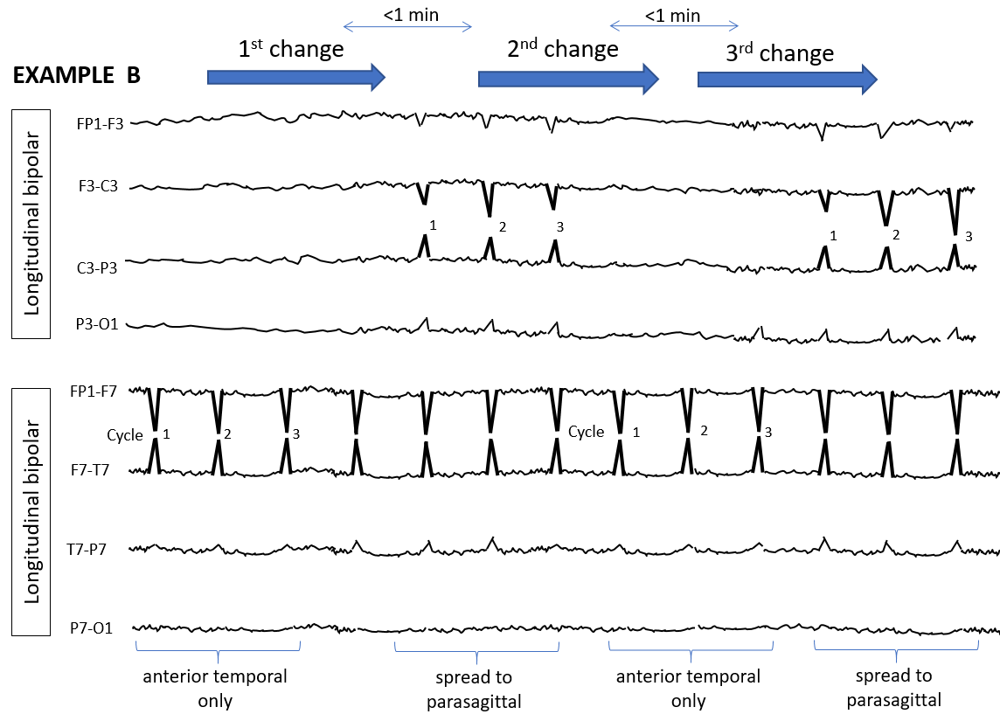 <1 min
<1 min
1st change
2nd change
3rd change
EXAMPLE B
Longitudinal bipolar
FP1-F3
F3-C3
1 2 3 1 2 3
C3-P3
P3-O1
Longitudinal bipolar
FP1-F7
Cycle 1 2 3 Cycle 1 2 3
F7-T7
T7-P7
P7-O1
anterior temporal
only
spread to
parasagittal
anterior temporal
only
spread to
parasagittal